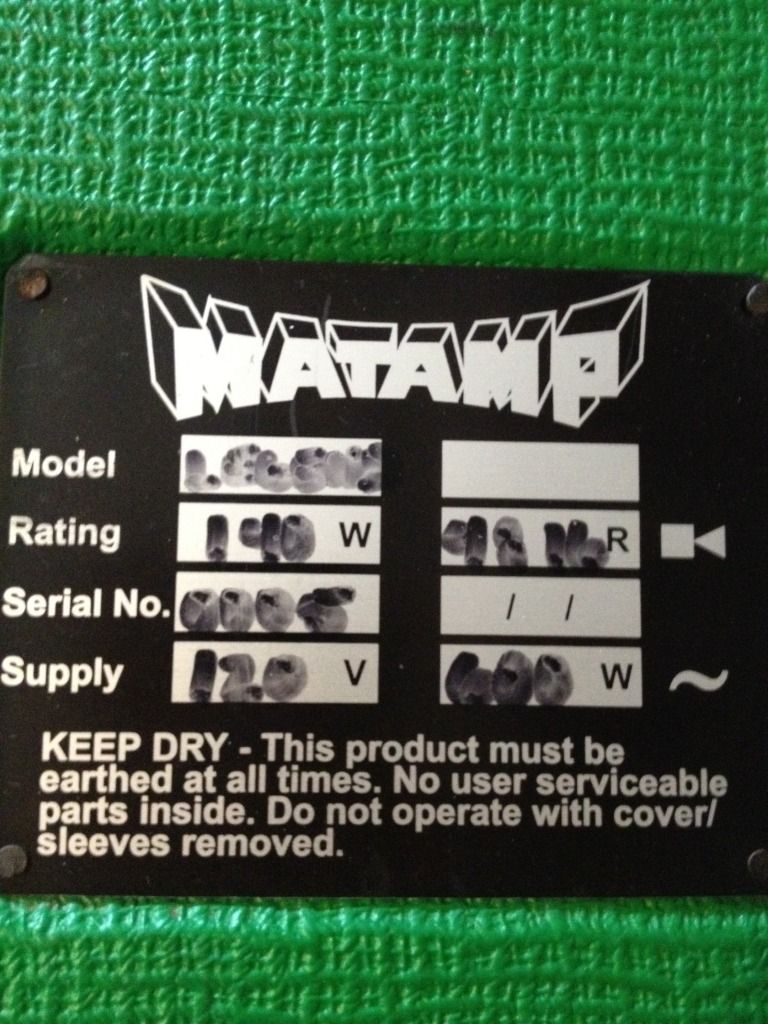 MATAMP
Model
Rating 140 W R
Serial No. 0005 / /
Supply 120 V 600 W ~
KEEP DRY - This product must be
earthed at all times. No user serviceable
parts inside. Do not operate with cover/
sleeves removed.